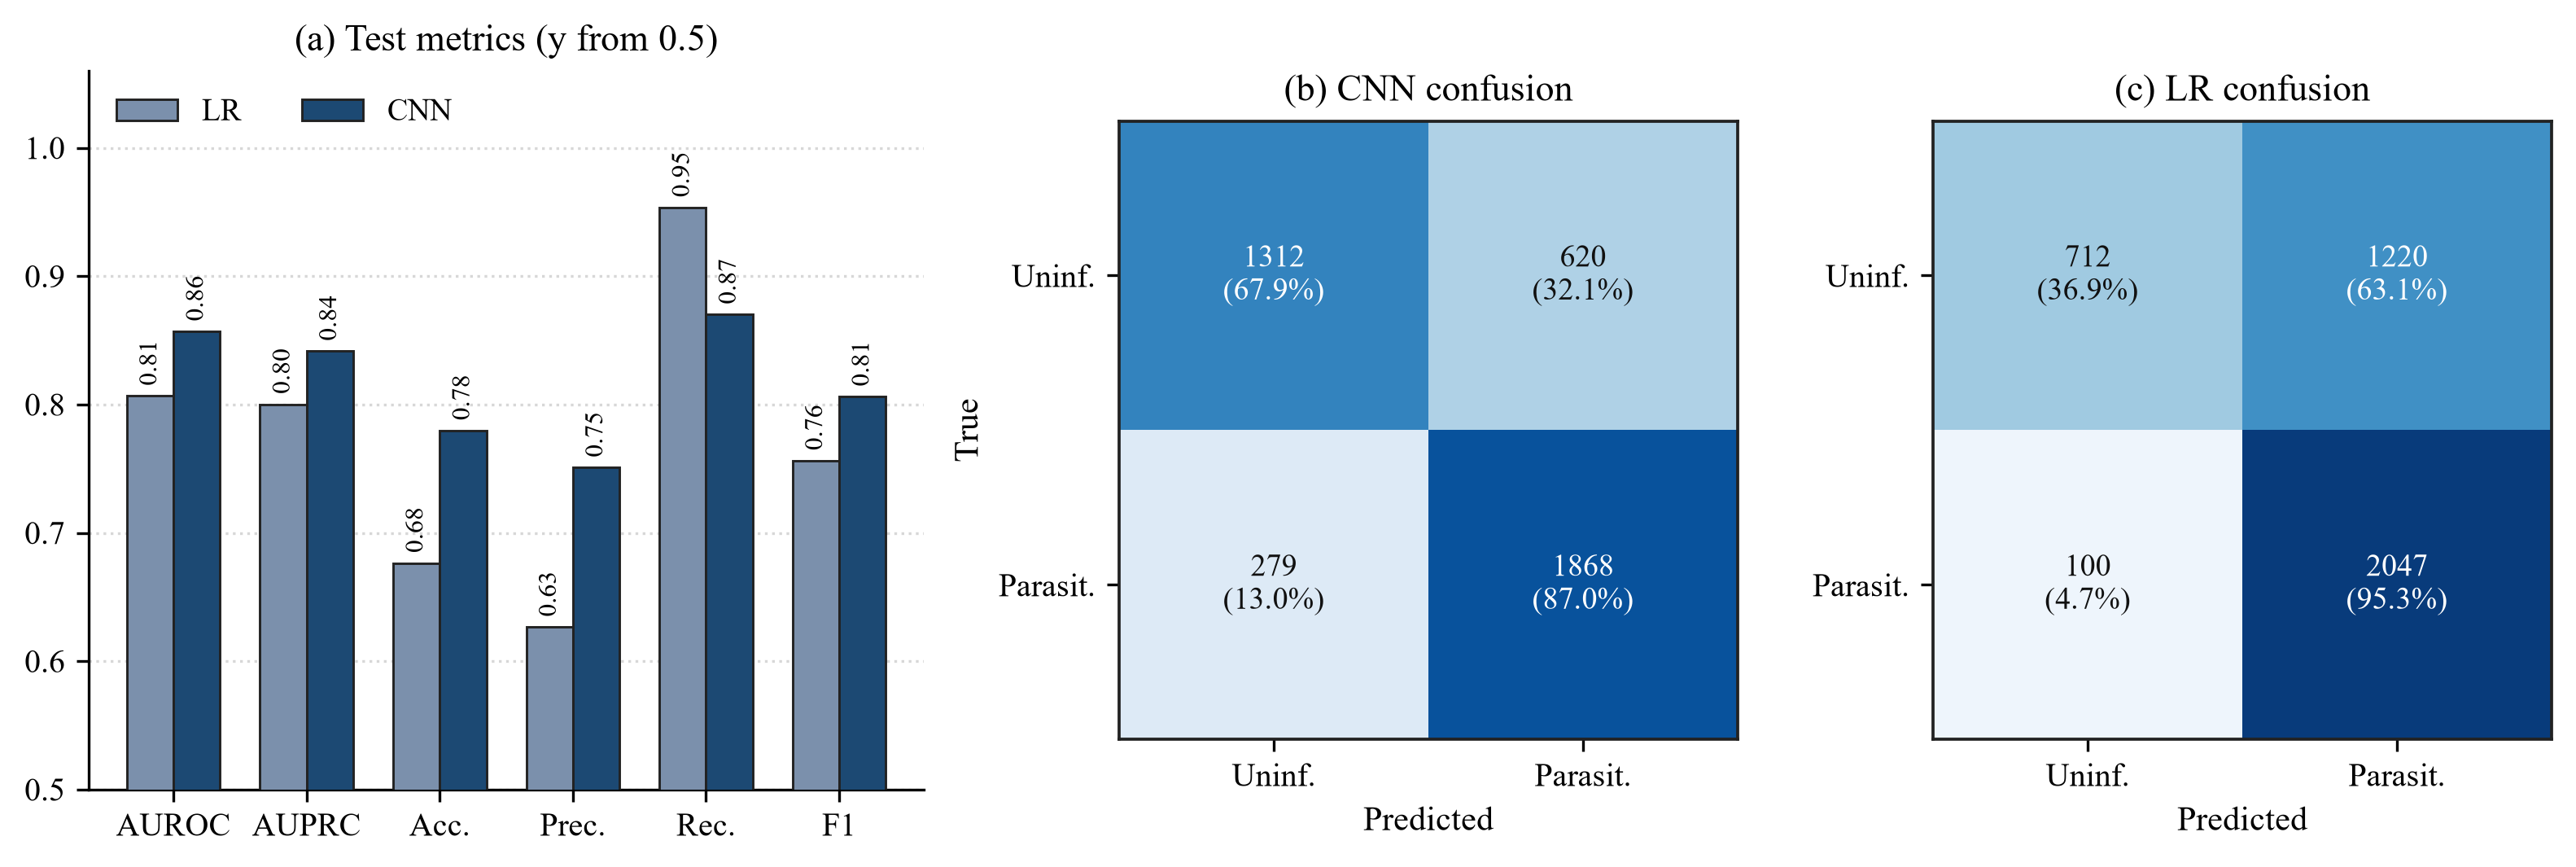 (a) Test metrics (y from 0.5)
LR
CNN
1.0
0.9
0.8
0.7
0.6
0.5
0.81
0.86
0.80
0.84
0.68
0.78
0.63
0.75
0.95
0.87
0.76
0.81
AUROC
AUPRC
Acc.
Prec.
Rec.
F1
(b) CNN confusion
True
Uninf.
Parasit.
1312
(67.9%)
620
(32.1%)
279
(13.0%)
1868
(87.0%)
Uninf.
Parasit.
Predicted
(c) LR confusion
Uninf.
Parasit.
712
(36.9%)
1220
(63.1%)
100
(4.7%)
2047
(95.3%)
Uninf.
Parasit.
Predicted